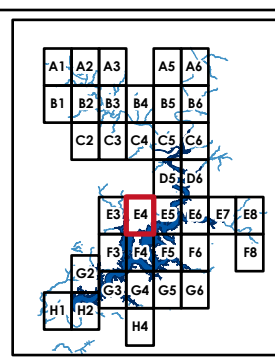 A1 A2 A3 A5 A6
B1 B2 B3 B4 B5 B6
C2 C3 C4 C5 C6
D5 D6
E3 E4 E5 E6 E7 E8
F3 F4 F5 F6 F8
G2
G3 G4 G5 G6
H1 H2
H4